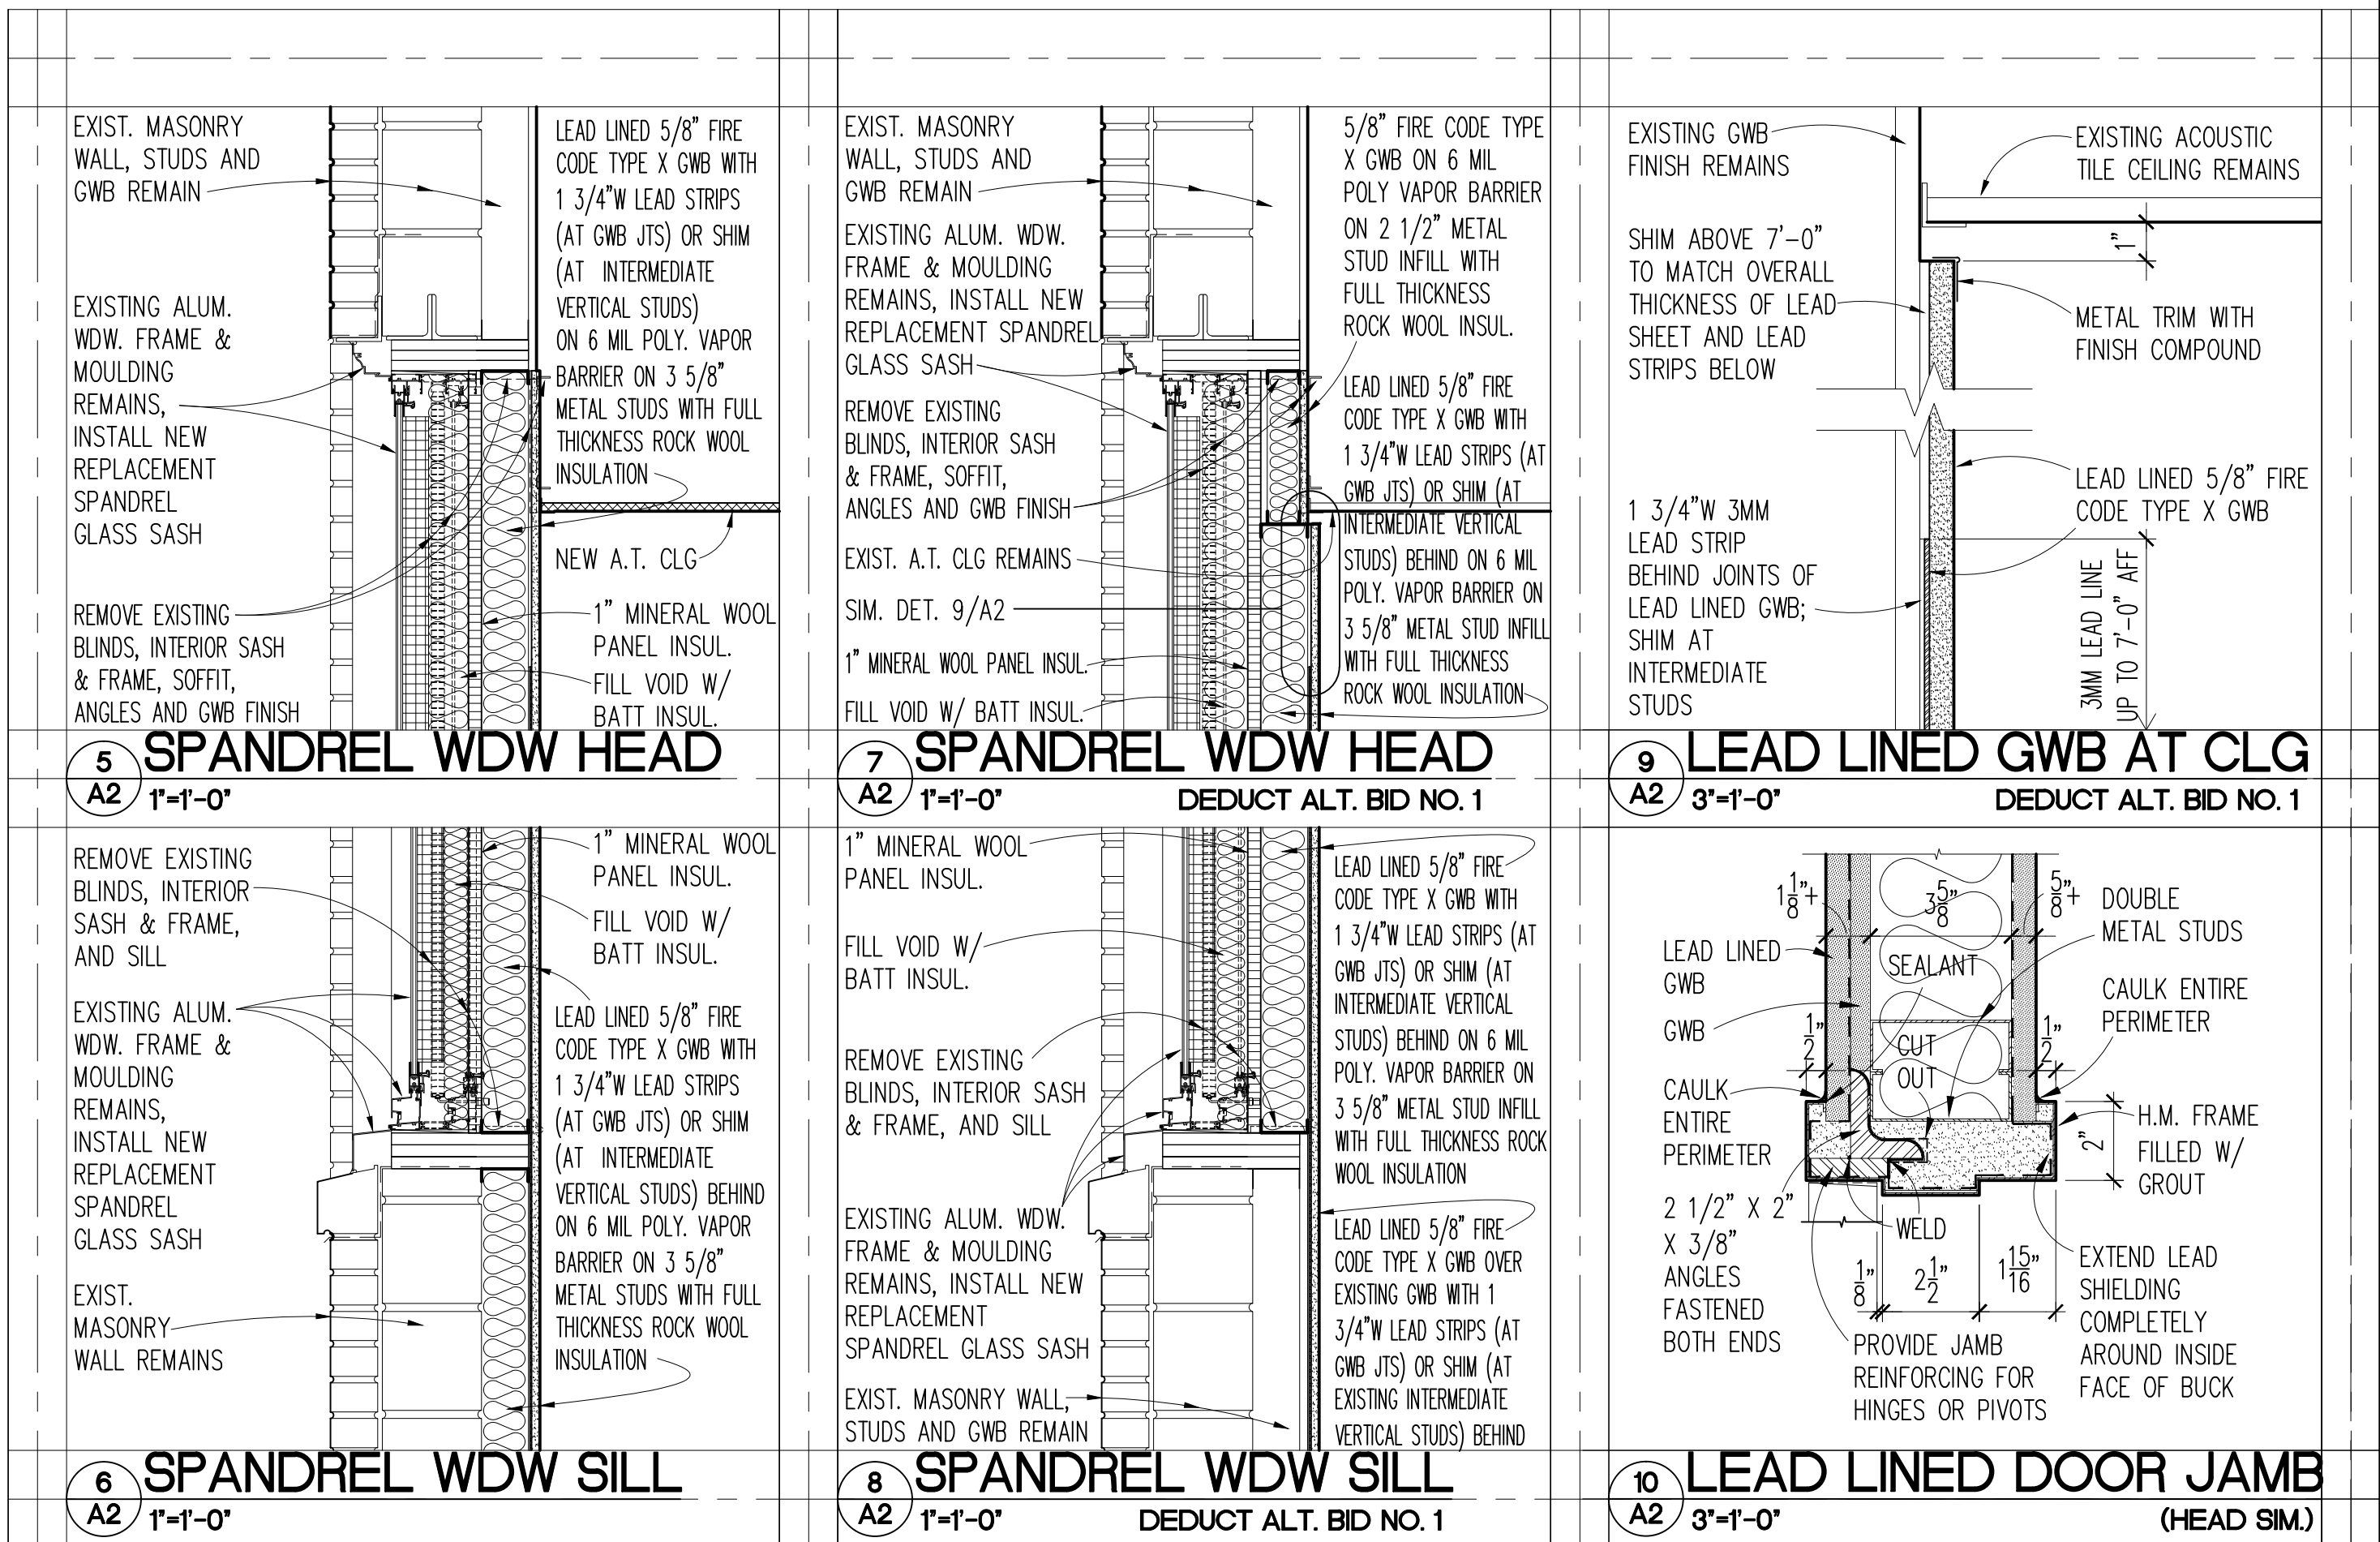 EXIST. MASONRY
WALL, STUDS AND
GWB REMAIN
EXISTING ALUM.
WDW. FRAME &
MOULDING
REMAINS,
INSTALL NEW
REPLACEMENT
SPANDREL
GLASS SASH
REMOVE EXISTING
BLINDS, INTERIOR SASH
& FRAME, SOFFIT,
ANGLES AND GWB FINISH
LEAD LINED 5/8" FIRE
CODE TYPE X GWB WITH
1 3/4"W LEAD STRIPS
(AT GWB JTS) OR SHIM
(AT INTERMEDIATE
VERTICAL STUDS)
ON 6 MIL POLY. VAPOR
BARRIER ON 3 5/8"
METAL STUDS WITH FULL
THICKNESS ROCK WOOL
INSULATION
NEW A.T. CLG
1" MINERAL WOOL
PANEL INSUL.
FILL VOID W/
BATT INSUL.
5
A2
SPANDREL WDW HEAD
1"=1'-0"
EXIST. MASONRY
WALL, STUDS AND
GWB REMAIN
EXISTING ALUM. WDW.
FRAME & MOULDING
REMAINS, INSTALL NEW
REPLACEMENT SPANDREL
GLASS SASH
REMOVE EXISTING
BLINDS, INTERIOR SASH
& FRAME, SOFFIT,
ANGLES AND GWB FINISH
EXIST. A.T. CLG REMAINS
SIM. DET. 9/A2
1" MINERAL WOOL PANEL INSUL.
FILL VOID W/ BATT INSUL.
5/8" FIRE CODE TYPE
X GWB ON 6 MIL
POLY VAPOR BARRIER
ON 2 1/2" METAL
STUD INFILL WITH
FULL THICKNESS
ROCK WOOL INSUL.
LEAD LINED 5/8" FIRE
CODE TYPE X GWB WITH
1 3/4"W LEAD STRIPS (AT
GWB JTS) OR SHIM (AT
INTERMEDIATE VERTICAL
STUDS) BEHIND ON 6 MIL
POLY. VAPOR BARRIER ON
3 5/8" METAL STUD INFILL
WITH FULL THICKNESS
ROCK WOOL INSULATION
7
A2
SPANDREL WDW HEAD
1"=1'-0"
DEDUCT ALT. BID NO. 1
EXISTING GWB
FINISH REMAINS
SHIM ABOVE 7'-0"
TO MATCH OVERALL
THICKNESS OF LEAD
SHEET AND LEAD
STRIPS BELOW
1 3/4"W 3MM
LEAD STRIP
BEHIND JOINTS OF
LEAD LINED GWB;
SHIM AT
INTERMEDIATE
STUDS
EXISTING ACOUSTIC
TILE CEILING REMAINS
1"
METAL TRIM WITH
FINISH COMPOUND
LEAD LINED 5/8" FIRE
CODE TYPE X GWB
3MM LEAD LINE
UP TO 7'-0" AFF
9
A2
LEAD LINED GWB AT CLG
3"=1'-0"
DEDUCT ALT. BID NO. 1
REMOVE EXISTING
BLINDS, INTERIOR
SASH & FRAME,
AND SILL
EXISTING ALUM.
WDW. FRAME &
MOULDING
REMAINS,
INSTALL NEW
REPLACEMENT
SPANDREL
GLASS SASH
EXIST.
MASONRY
WALL REMAINS
1" MINERAL WOOL
PANEL INSUL.
FILL VOID W/
BATT INSUL.
LEAD LINED 5/8" FIRE
CODE TYPE X GWB WITH
1 3/4"W LEAD STRIPS
(AT GWB JTS) OR SHIM
(AT INTERMEDIATE
VERTICAL STUDS) BEHIND
ON 6 MIL POLY. VAPOR
BARRIER ON 3 5/8"
METAL STUDS WITH FULL
THICKNESS ROCK WOOL
INSULATION
6
A2
SPANDREL WDW SILL
1"=1'-0"
1" MINERAL WOOL
PANEL INSUL.
FILL VOID W/
BATT INSUL.
REMOVE EXISTING
BLINDS, INTERIOR SASH
& FRAME, AND SILL
EXISTING ALUM. WDW.
FRAME & MOULDING
REMAINS, INSTALL NEW
REPLACEMENT
SPANDREL GLASS SASH
EXIST. MASONRY WALL,
STUDS AND GWB REMAIN
LEAD LINED 5/8" FIRE
CODE TYPE X GWB WITH
1 3/4"W LEAD STRIPS (AT
GWB JTS) OR SHIM (AT
INTERMEDIATE VERTICAL
STUDS) BEHIND ON 6 MIL
POLY. VAPOR BARRIER ON
3 5/8" METAL STUD INFILL
WITH FULL THICKNESS ROCK
WOOL INSULATION
LEAD LINED 5/8" FIRE
CODE TYPE X GWB OVER
EXISTING GWB WITH 1
3/4"W LEAD STRIPS (AT
GWB JTS) OR SHIM (AT
EXISTING INTERMEDIATE
VERTICAL STUDS) BEHIND
8
A2
SPANDREL WDW SILL
1"=1'-0"
DEDUCT ALT. BID NO. 1
1 1/8"+
3 5/8
5/8"+
DOUBLE
METAL STUDS
LEAD LINED
GWB
SEALANT
GWB
CAULK ENTIRE
PERIMETER
1/2"
1/2"
CUT
OUT
CAULK
ENTIRE
PERIMETER
H.M. FRAME
FILLED W/
GROUT
2"
2 1/2" X 2"
X 3/8"
ANGLES
FASTENED
BOTH ENDS
WELD
1/8"
2 1/2"
1 15/16"
EXTEND LEAD
SHIELDING
COMPLETELY
AROUND INSIDE
FACE OF BUCK
PROVIDE JAMB
REINFORCING FOR
HINGES OR PIVOTS
10
A2
LEAD LINED DOOR JAMB
3"=1'-0"
(HEAD SIM.)